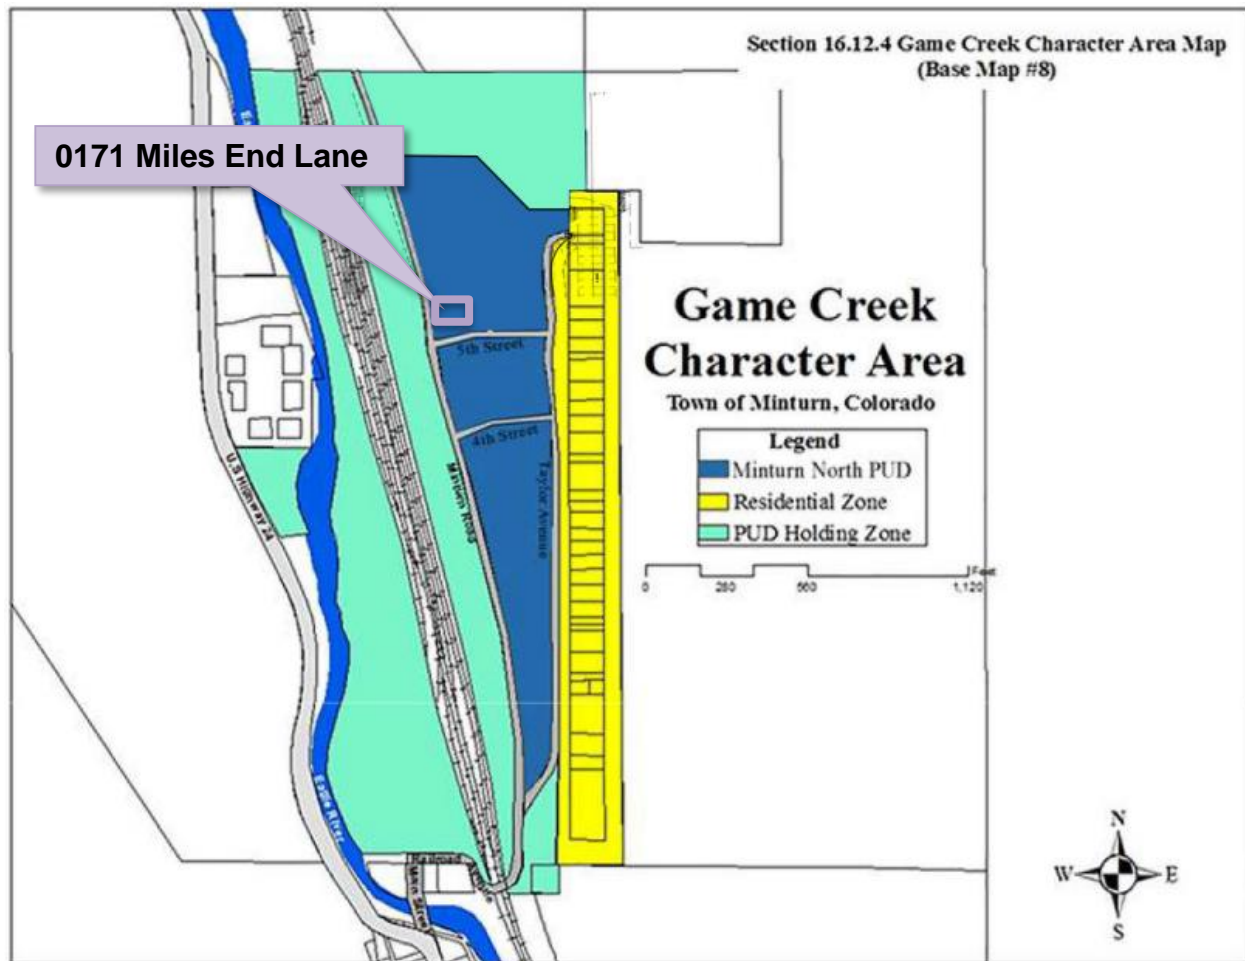 Section 16.12.4 Game Creek Character Area Map
(Base Map #8)
0171 Miles End Lane
Game Creek
Character Area
Town of Minturn, Colorado
Legend
Minturn North PUD
Residential Zone
PUD Holding Zone
Feet
0 280 560 1,120
5th Street
4th Street
Taylor Avenue
Minturn Road
U.S Highway 24
Eagle River
Railroad
Main Street
N
W E
S